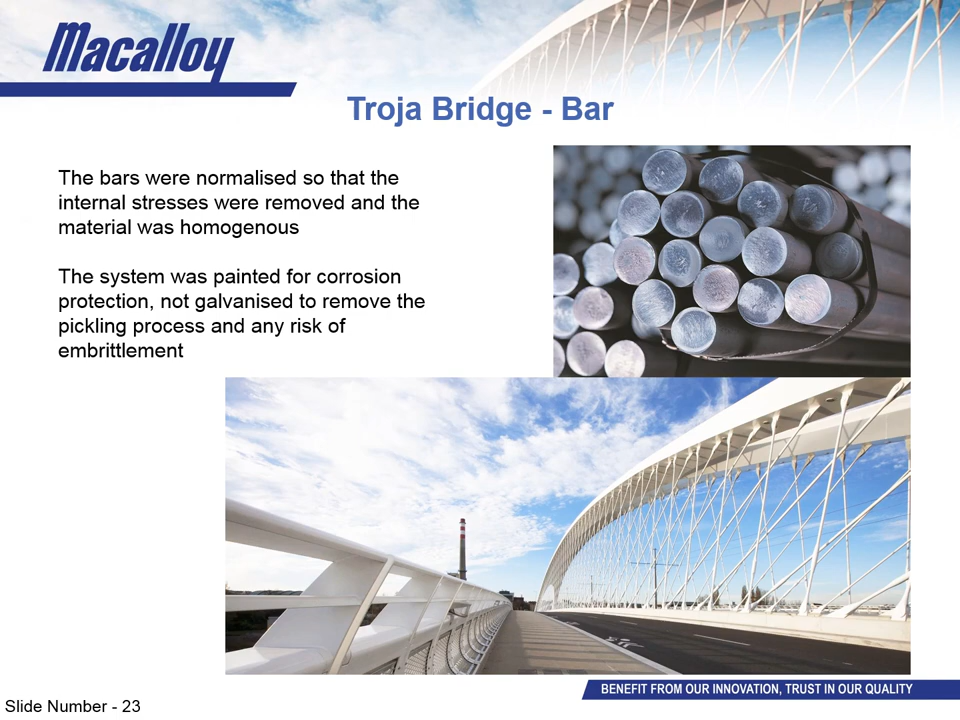 Macalloy
Troja Bridge - Bar
The bars were normalised so that the
internal stresses were removed and the
material was homogenous
The system was painted for corrosion
protection, not galvanised to remove the
pickling process and any risk of
embrittlement
BENEFIT FROM OUR INNOVATION, TRUST IN OUR QUALITY
Slide Number - 23